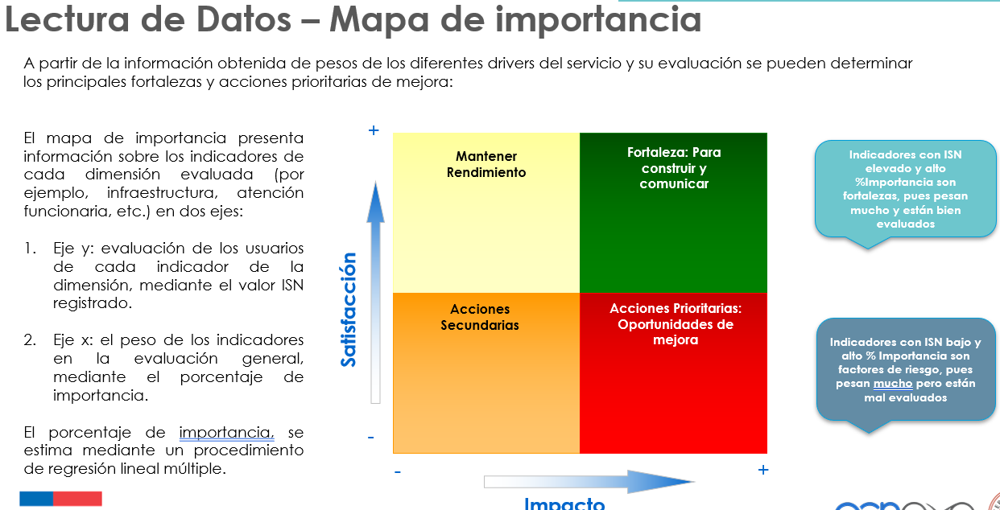 Lectura de Datos – Mapa de importancia
A partir de la información obtenida de pesos de los diferentes drivers del servicio y su evaluación se pueden determinar
los principales fortalezas y acciones prioritarias de mejora:
El mapa de importancia presenta
información sobre los indicadores de
cada dimensión evaluada (por
ejemplo, infraestructura, atención
funcionaria, etc.) en dos ejes:
1. Eje y: evaluación de los usuarios
de cada indicador de la
dimensión, mediante el valor ISN
registrado.
2. Eje x: el peso de los indicadores
en la evaluación general,
mediante el porcentaje de
importancia.
El porcentaje de importancia, se
estima mediante un procedimiento
de regresión lineal múltiple.
+
Satisfacción
-
Mantener
Rendimiento
Fortaleza: Para
construir y
comunicar
Acciones
Secundarias
Acciones Prioritarias:
Oportunidades de
mejora
-
+
Impacto
Indicadores con ISN
elevado y alto
%Importancia son
fortalezas, pues pesan
mucho y están bien
evaluados
Indicadores con ISN bajo y
alto % Importancia son
factores de riesgo, pues
pesan mucho pero están
mal evaluados